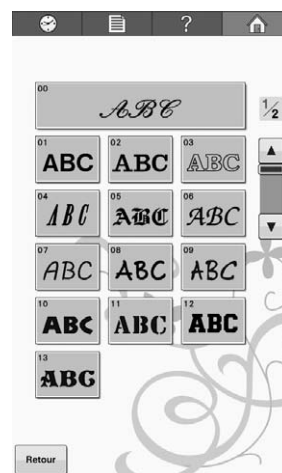 ?
00
ABC
1/2
01 02 03
ABC ABC ABC
04 05 06
ABC ABC ABC
07 08 09
ABC ABC ABC
10 11 12
ABC ABC ABC
13
ABC
Retour